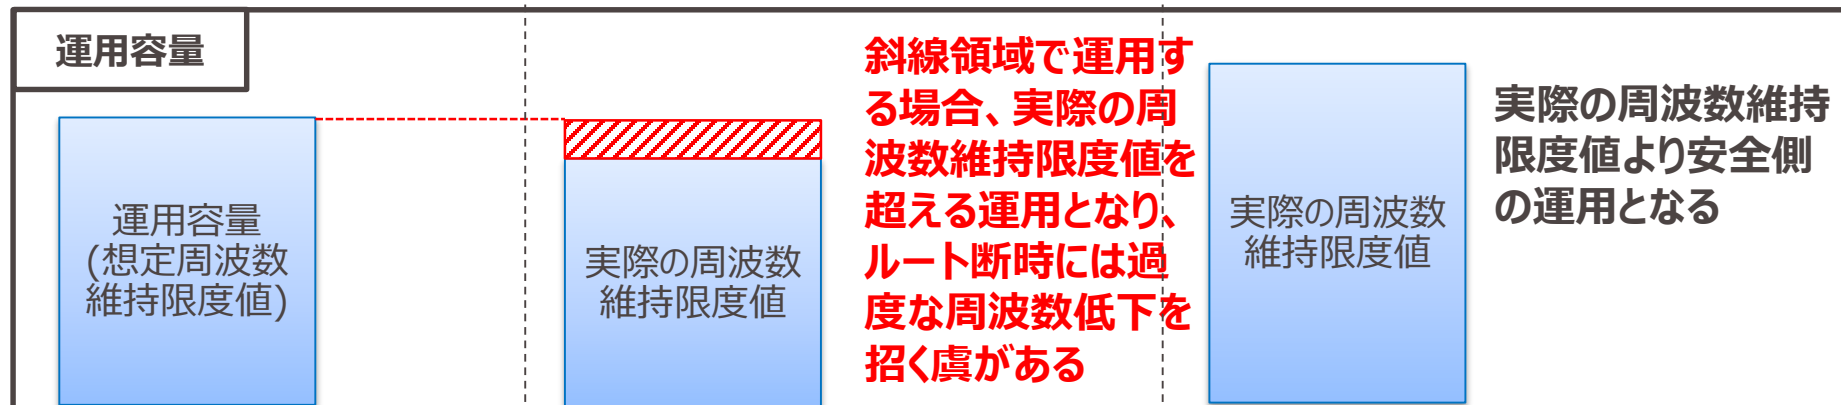 運用容量
運用容量
(想定周波数
維持限度値)
実際の周波数
維持限度値
斜線領域で運用す
る場合、実際の周
波数維持限度値を
超える運用となり、
ルート断時には過
度な周波数低下を
招く虞がある
実際の周波数
維持限度値
実際の周波数維持
限度値より安全側
の運用となる